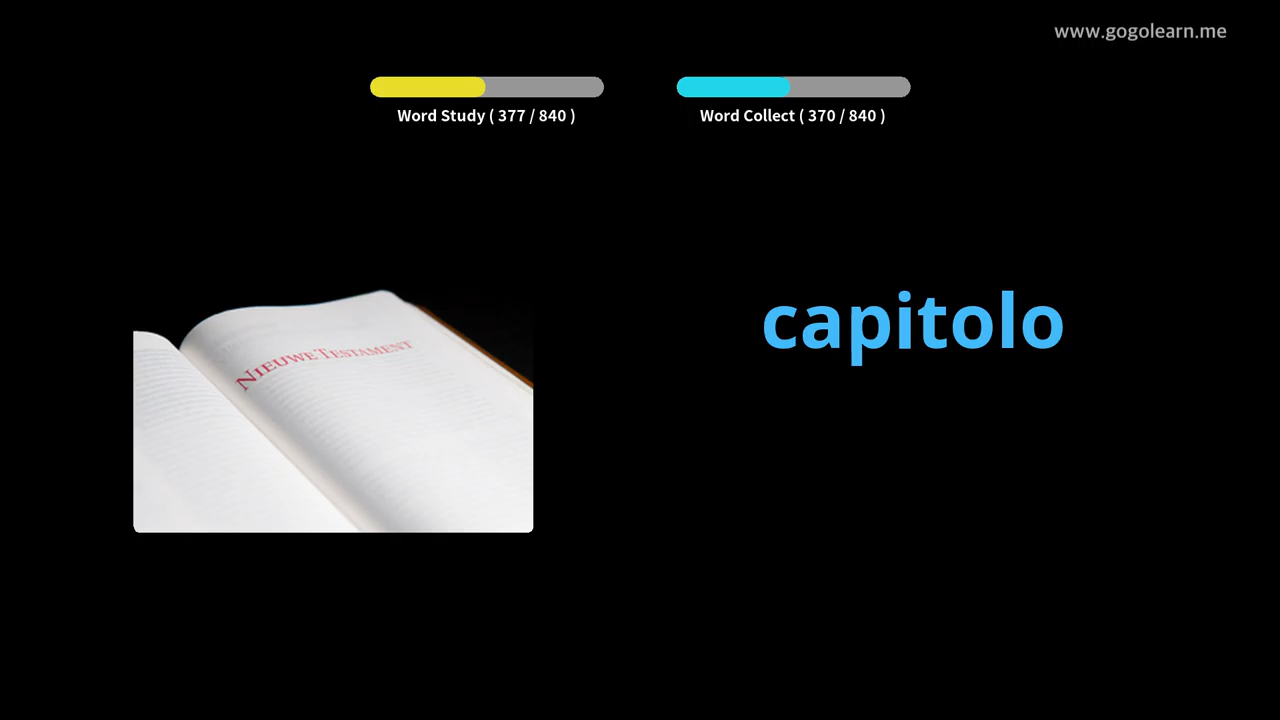 www.gogolearn.me
Word Study ( 377 / 840 )
Word Collect ( 370 / 840 )
capitolo
NIEUWE TESTAMENT